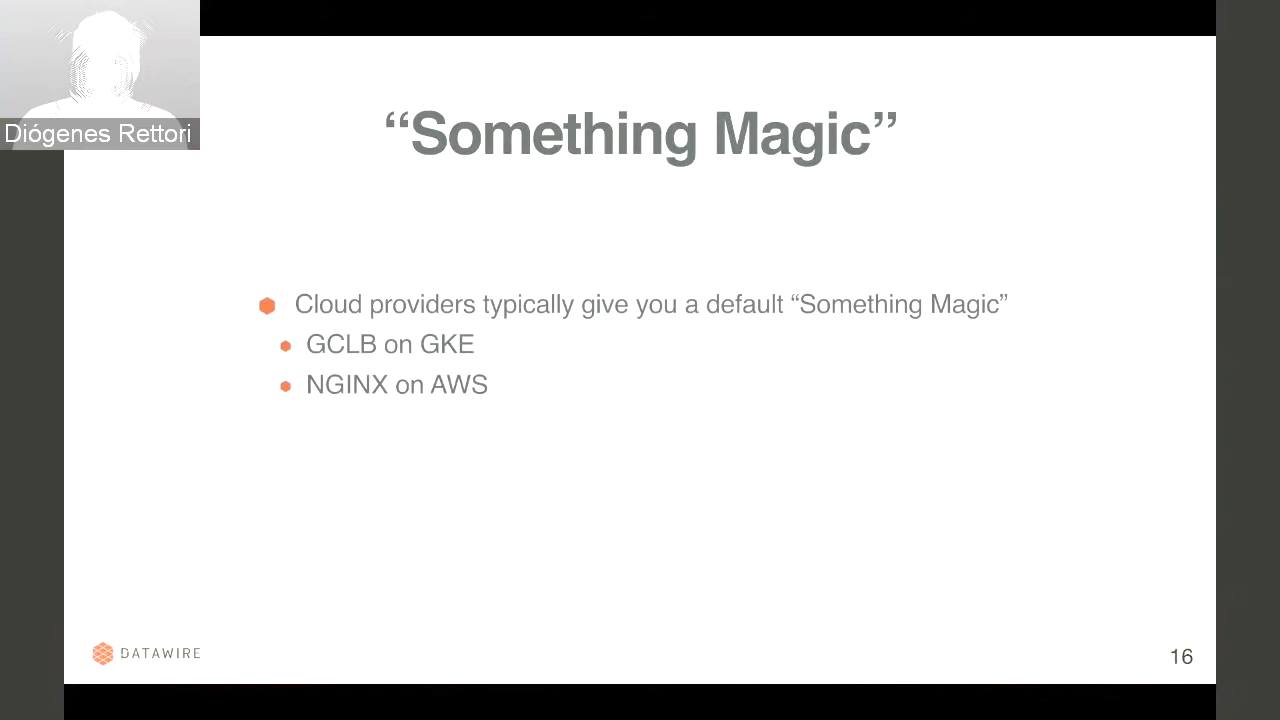 Diógenes Rettori
“Something Magic”
Cloud providers typically give you a default “Something Magic”
GCLB on GKE
NGINX on AWS
DATAWIRE
16